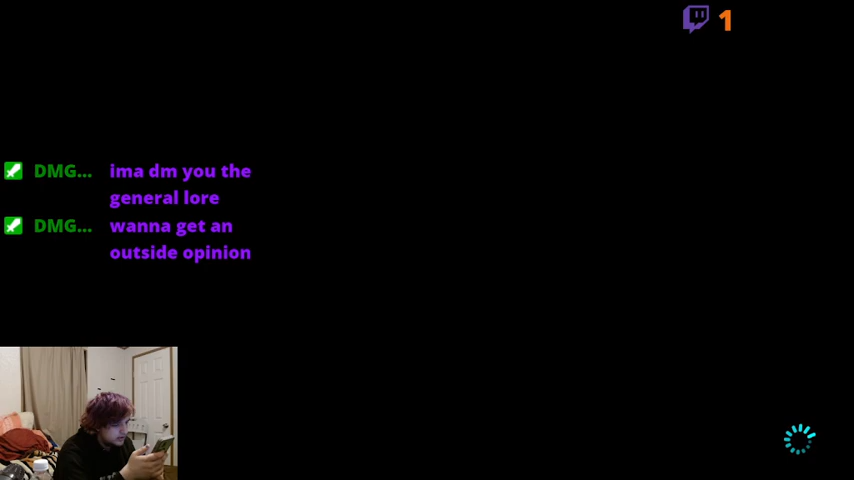 1
DMG... ima dm you the
general lore
DMG... wanna get an
outside opinion